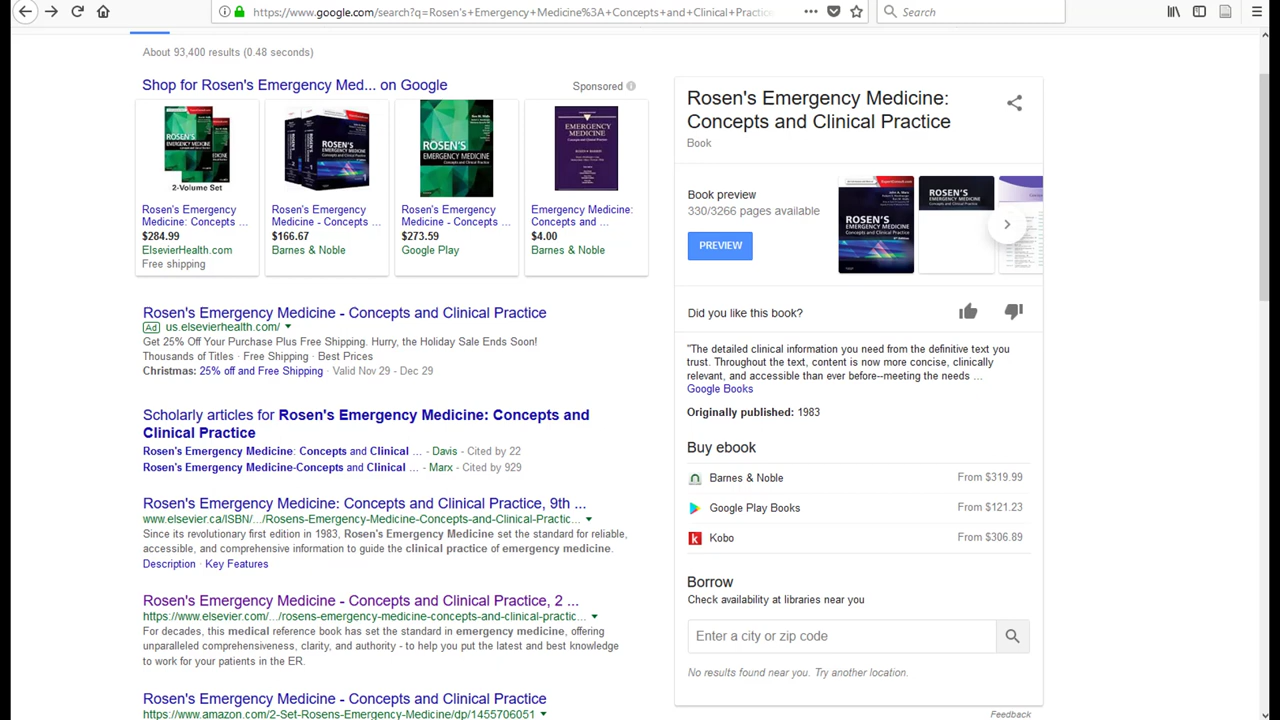 https://www.google.com/search?q=Rosen's+Emergency+Medicine%3A+Concepts+and+Clinical+Practice
Search
About 93,400 results (0.48 seconds)
Shop for Rosen's Emergency Med... on Google
Sponsored
2-Volume Set
ROSEN'S
EMERGENCY MEDICINE
EMERGENCY
MEDICINE
Rosen's Emergency
Medicine: Concepts ...
$284.99
ElsevierHealth.com
Free shipping
Rosen's Emergency
Medicine - Concepts ...
$166.67
Barnes & Noble
Rosen's Emergency
Medicine - Concepts ...
$273.59
Google Play
Emergency Medicine:
Concepts and ...
$4.00
Barnes & Noble
Rosen's Emergency Medicine - Concepts and Clinical Practice
Ad us.elsevierhealth.com/
Get 25% Off Your Purchase Plus Free Shipping. Hurry, the Holiday Sale Ends Soon!
Thousands of Titles · Free Shipping · Best Prices
Christmas: 25% off and Free Shipping · Valid Nov 29 - Dec 29
Scholarly articles for Rosen's Emergency Medicine: Concepts and
Clinical Practice
Rosen's Emergency Medicine: Concepts and Clinical ... - Davis - Cited by 22
Rosen's Emergency Medicine-Concepts and Clinical ... - Marx - Cited by 929
Rosen's Emergency Medicine: Concepts and Clinical Practice, 9th ...
www.elsevier.ca/ISBN/.../Rosens-Emergency-Medicine-Concepts-and-Clinical-Practic...
Since its revolutionary first edition in 1983, Rosen's Emergency Medicine set the standard for reliable,
accessible, and comprehensive information to guide the clinical practice of emergency medicine.
Description · Key Features
Rosen's Emergency Medicine - Concepts and Clinical Practice, 2 ...
https://www.elsevier.com/.../rosens-emergency-medicine-concepts-and-clinical-practic...
For decades, this medical reference book has set the standard in emergency medicine, offering
unparalleled comprehensiveness, clarity, and authority - to help you put the latest and best knowledge
to work for your patients in the ER.
Rosen's Emergency Medicine - Concepts and Clinical Practice
https://www.amazon.com/2-Set-Rosens-Emergency-Medicine/dp/1455706051
Rosen's Emergency Medicine:
Concepts and Clinical Practice
Book
Book preview
330/3266 pages available
PREVIEW
ROSEN'S
EMERGENCY MEDICINE
ROSEN'S
EMERGENCY MEDICINE
Did you like this book?
"The detailed clinical information you need from the definitive text you
trust. Throughout the text, content is now more concise, clinically
relevant, and accessible than ever before--meeting the needs ...
Google Books
Originally published: 1983
Buy ebook
Barnes & Noble
From $319.99
Google Play Books
From $121.23
Kobo
From $306.89
Borrow
Check availability at libraries near you
Enter a city or zip code
No results found near you. Try another location.
Feedback